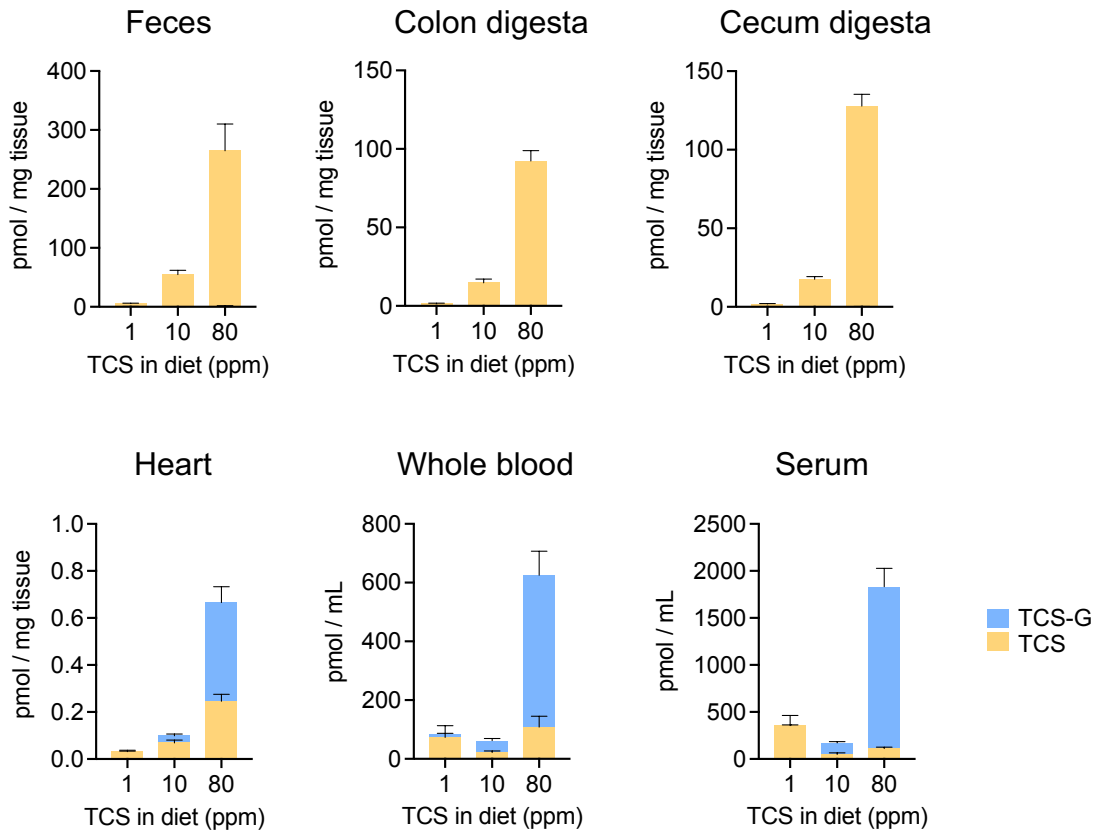 Feces
pmol / mg tissue
400
300
200
100
0
1 10 80
TCS in diet (ppm)
Colon digesta
pmol / mg tissue
150
100
50
0
1 10 80
TCS in diet (ppm)
Cecum digesta
pmol / mg tissue
150
100
50
0
1 10 80
TCS in diet (ppm)
Heart
pmol / mg tissue
1.0
0.8
0.6
0.4
0.2
0.0
1 10 80
TCS in diet (ppm)
Whole blood
pmol / mL
800
600
400
200
0
1 10 80
TCS in diet (ppm)
Serum
pmol / mL
2500
2000
1500
1000
500
0
1 10 80
TCS in diet (ppm)
TCS-G
TCS